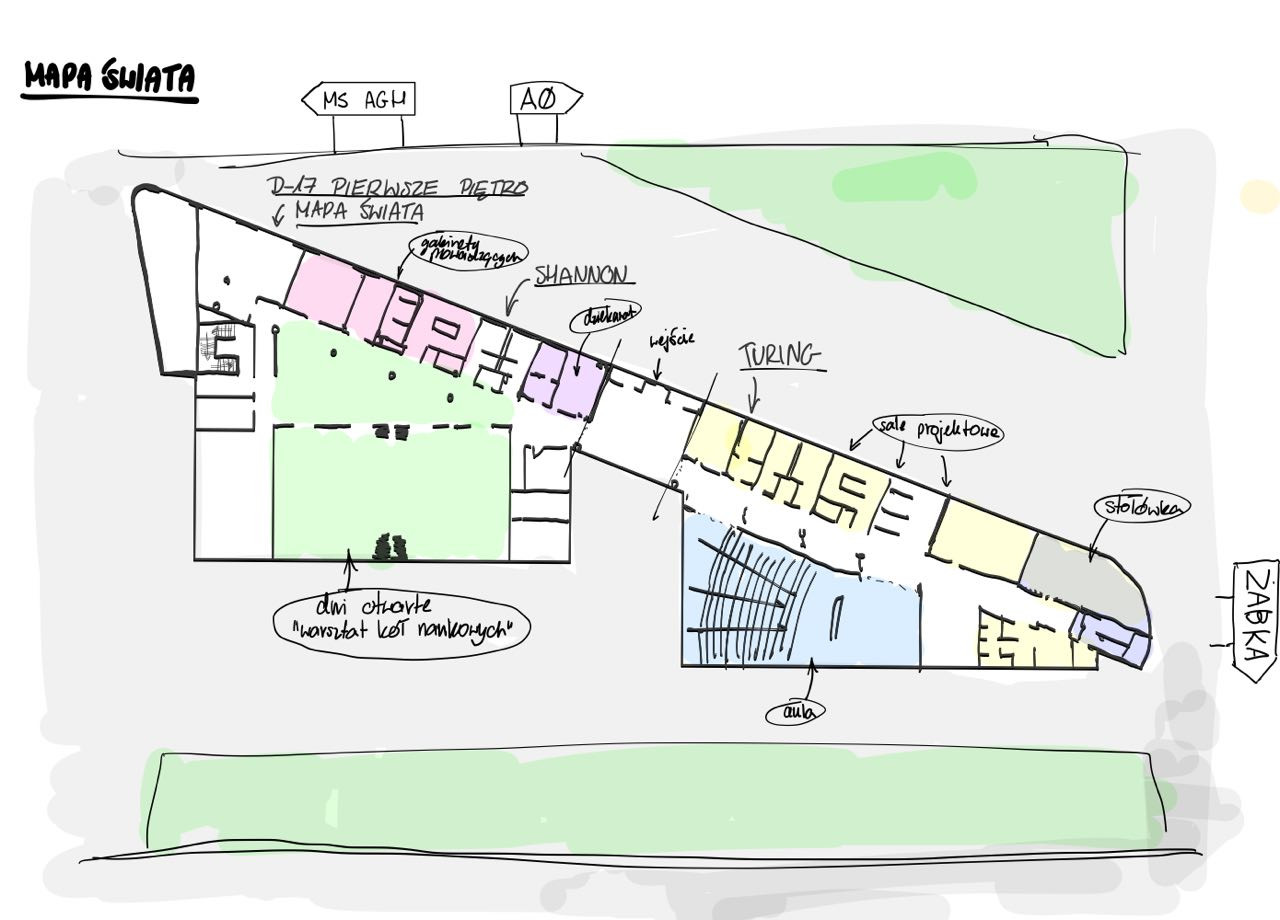 MAPA ŚWIATA
MS AGH
AØ
D-17 PIERWSZE PIĘTRO
MAPA ŚWIATA
gabinety
prowadzących
SHANNON
dziekanat
wejście
TURING
sale projektowe
stołówka
ŻABKA
dni otwarte
"warsztat kół naukowych"
aula